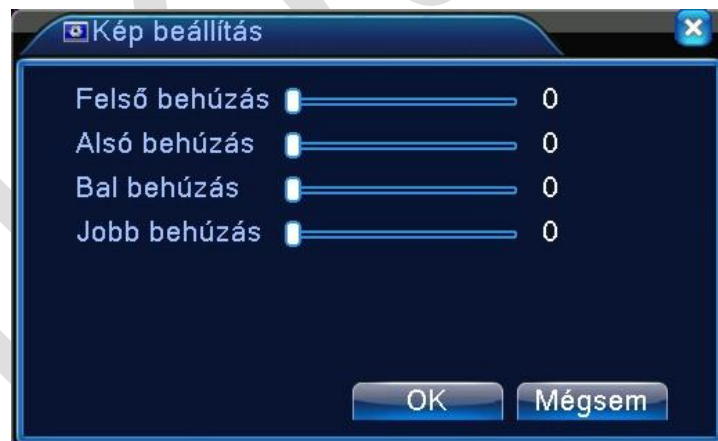 Kép beállítás
Felső behúzás 0
Alsó behúzás 0
Bal behúzás 0
Jobb behúzás 0
OK Mégsem